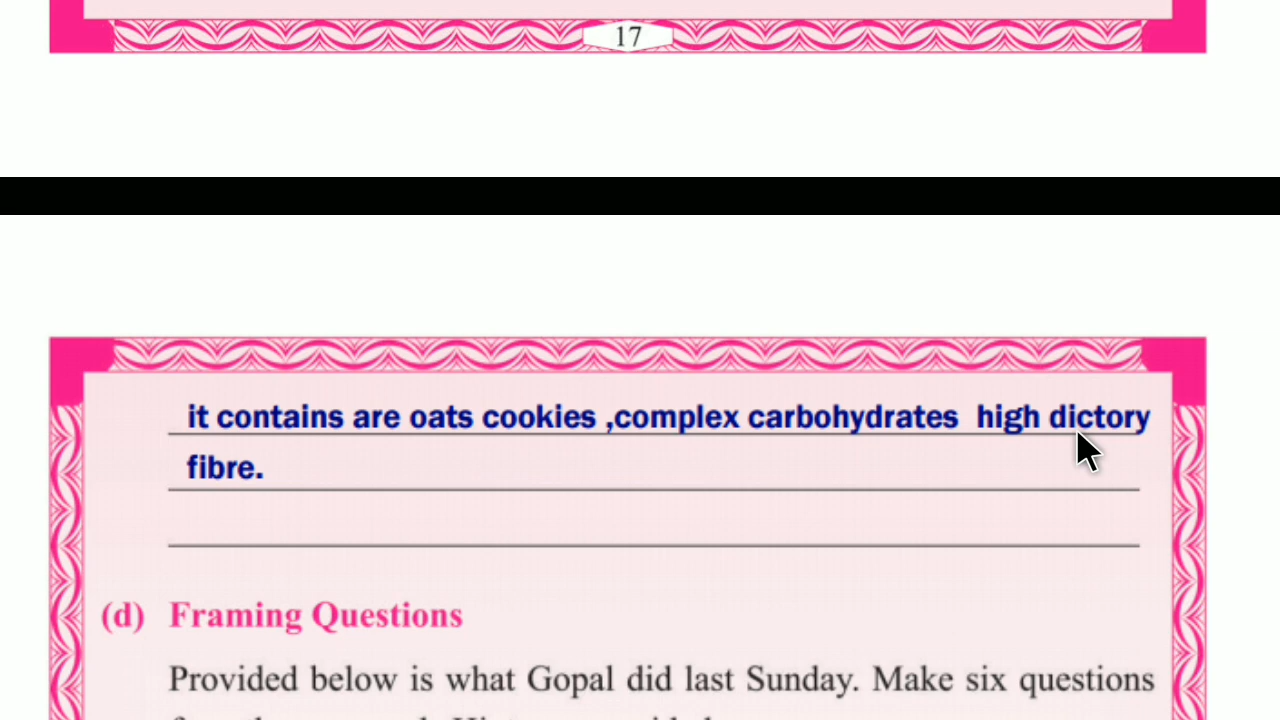 17
it contains are oats cookies ,complex carbohydrates high dictory
fibre.
(d) Framing Questions
Provided below is what Gopal did last Sunday. Make six questions